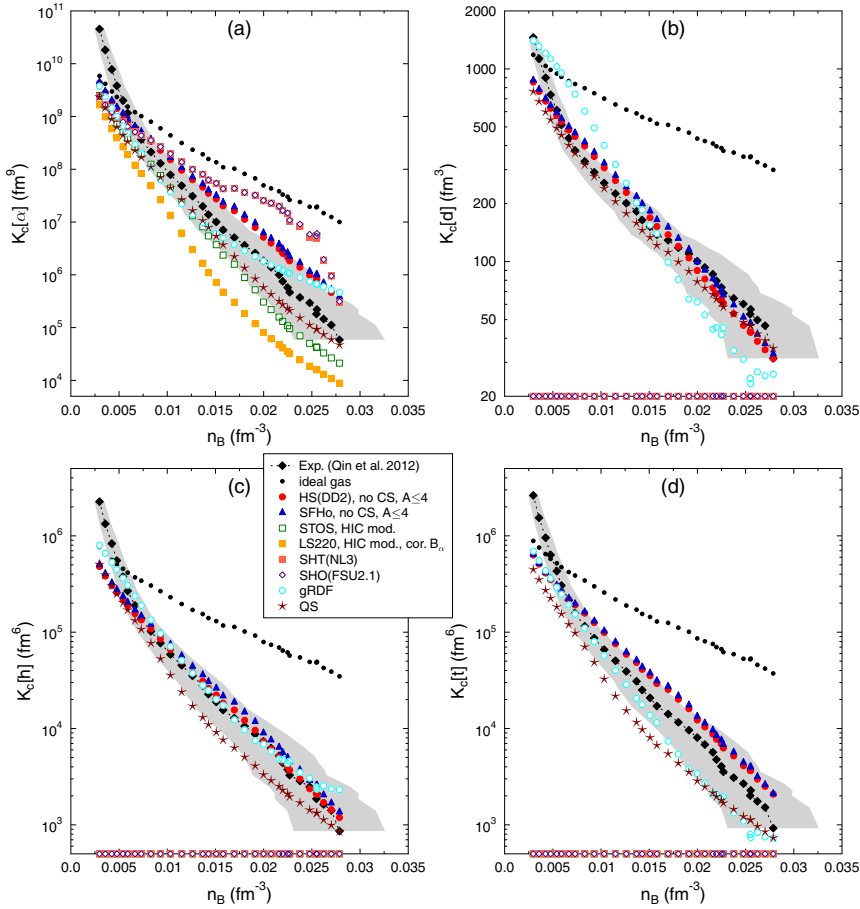 (a)
K_c[α] (fm^9)
10^11
10^10
10^9
10^8
10^7
10^6
10^5
10^4
0.0 0.005 0.01 0.015 0.02 0.025 0.03 0.035
n_B (fm^-3)
(b)
K_c[d] (fm^3)
2000
1000
500
200
100
50
20
0.0 0.005 0.01 0.015 0.02 0.025 0.03 0.035
n_B (fm^-3)
(c)
K_c[h] (fm^6)
10^6
10^5
10^4
10^3
0.0 0.005 0.01 0.015 0.02 0.025 0.03 0.035
n_B (fm^-3)
Exp. (Qin et al. 2012)
ideal gas
HS(DD2), no CS, A≤4
SFHo, no CS, A≤4
STOS, HIC mod.
LS220, HIC mod., cor. B_α
SHT(NL3)
SHO(FSU2.1)
gRDF
QS
(d)
K_c[t] (fm^6)
10^6
10^5
10^4
10^3
0.0 0.005 0.01 0.015 0.02 0.025 0.03 0.035
n_B (fm^-3)